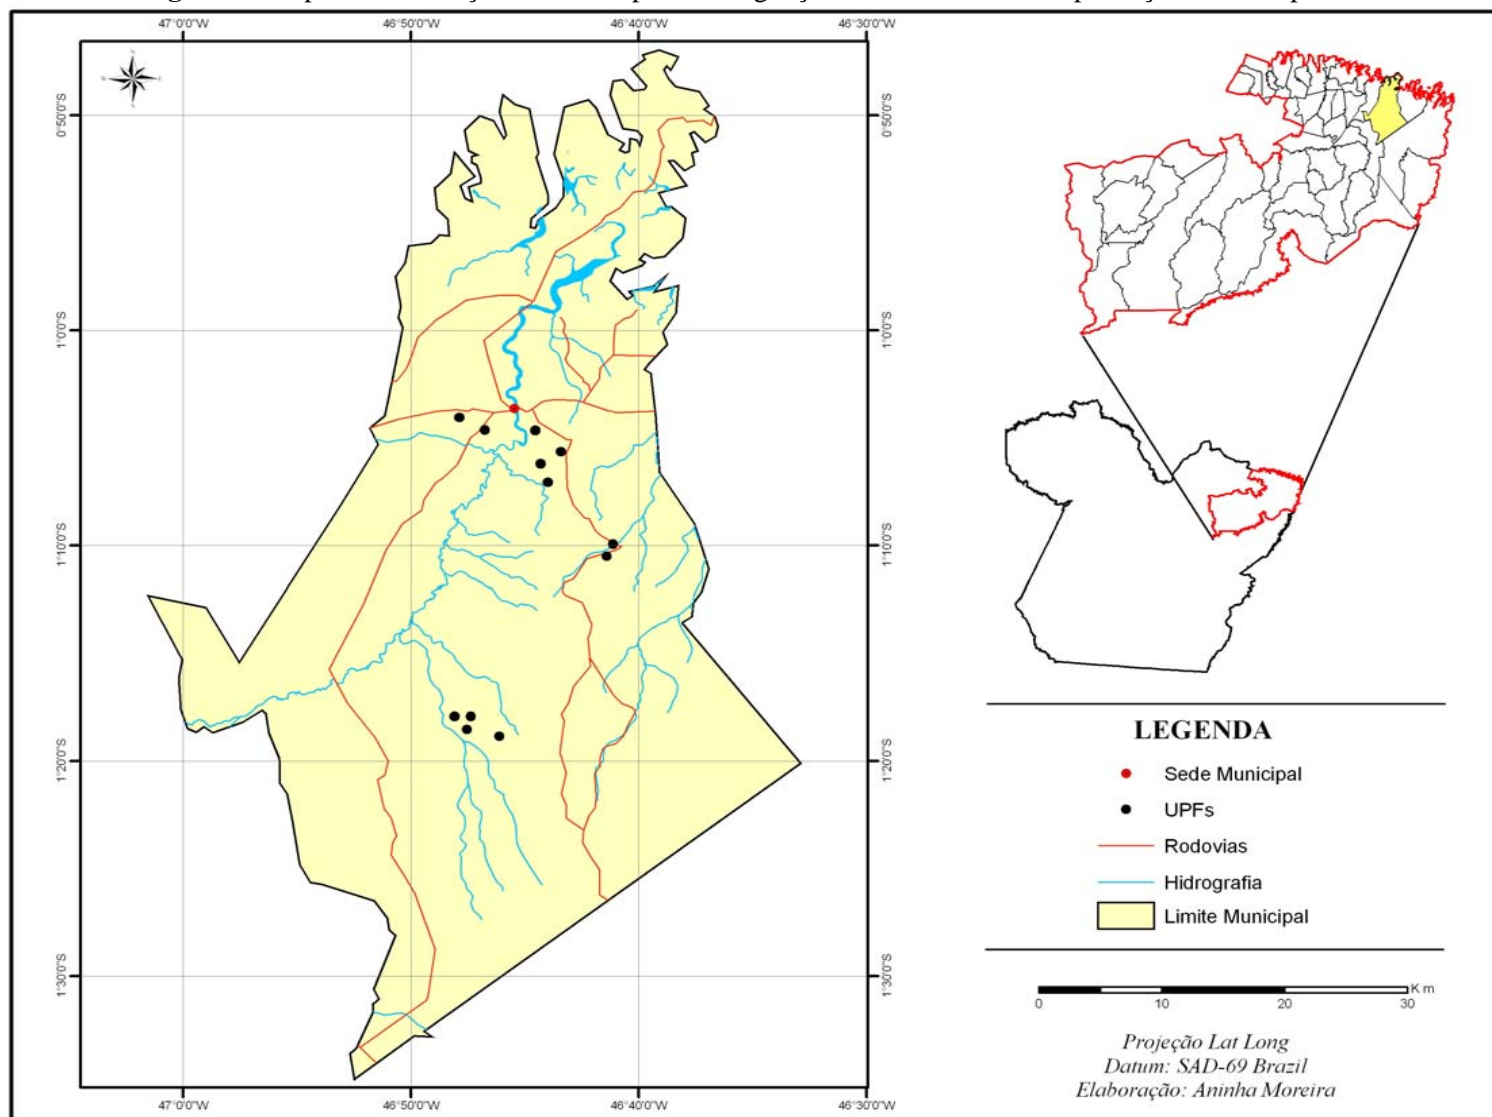 47°0'0"W 46°50'0"W 46°40'0"W 46°30'0"W
0°50'0"S 0°50'0"S
1°0'0"S 1°0'0"S
1°10'0"S 1°10'0"S
1°20'0"S 1°20'0"S
1°30'0"S 1°30'0"S
47°0'0"W 46°50'0"W 46°40'0"W 46°30'0"W
LEGENDA
Sede Municipal
UPFs
Rodovias
Hidrografia
Limite Municipal
0 10 20 30 Km
Projeção Lat Long
Datum: SAD-69 Brazil
Elaboração: Aninha Moreira